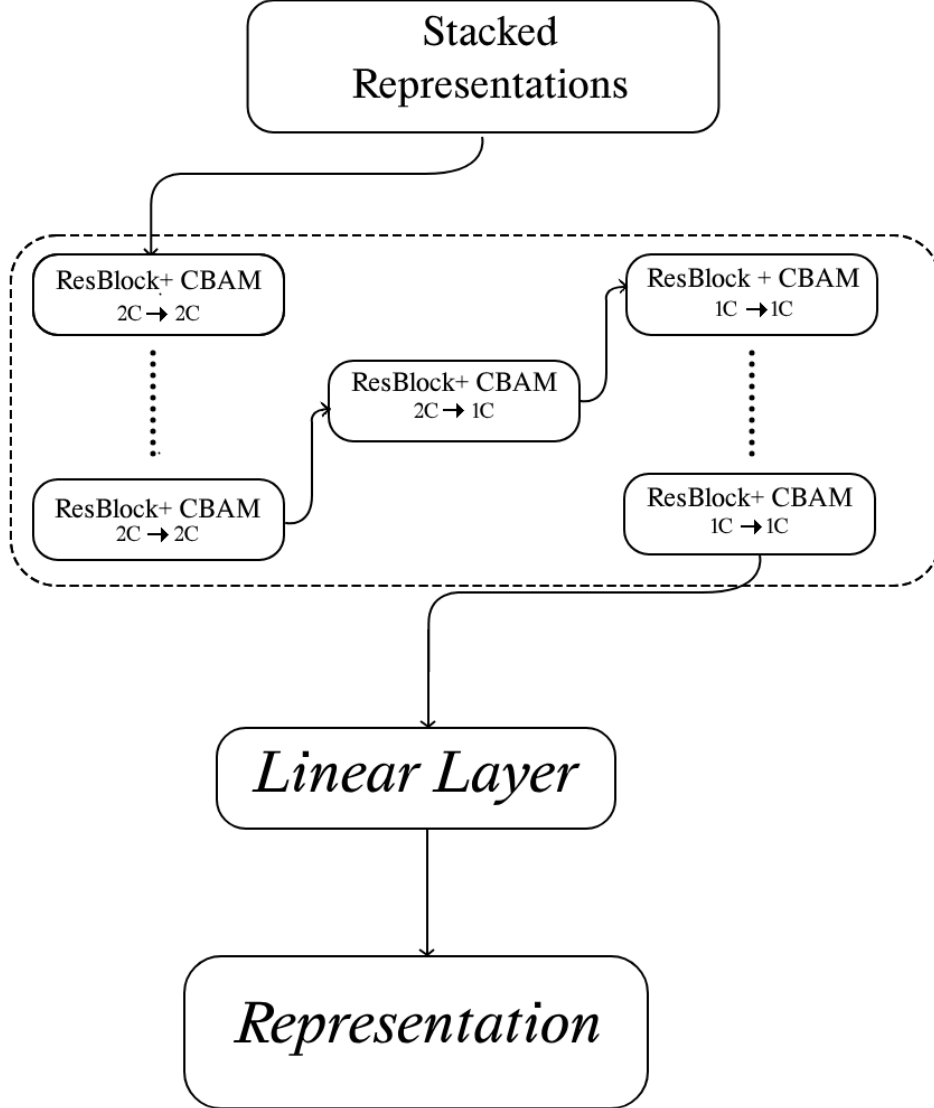 Stacked
Representations
ResBlock+ CBAM
2C → 2C
ResBlock + CBAM
1C → 1C
ResBlock+ CBAM
2C → 1C
ResBlock+ CBAM
2C → 2C
ResBlock+ CBAM
1C → 1C
Linear Layer
Representation